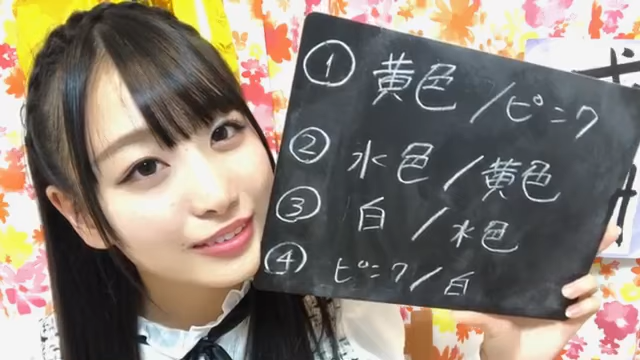 ① 黄色/ピンク
② 水色/黄色
③ 白/水色
④ ピンク/白